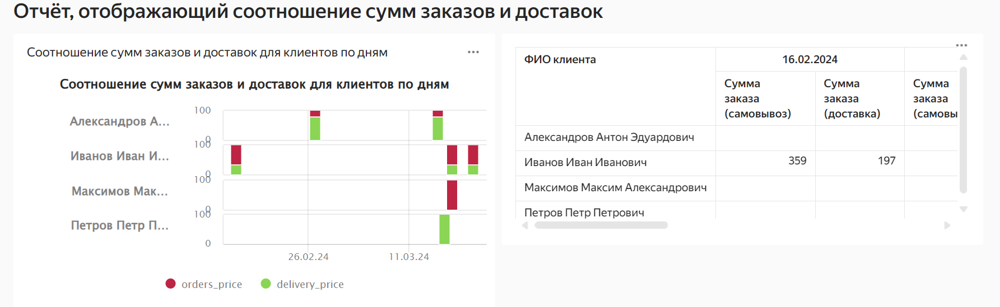 Отчёт, отображающий соотношение сумм заказов и доставок
Соотношение сумм заказов и доставок для клиентов по дням
Соотношение сумм заказов и доставок для клиентов по дням
Александров А...
100
0
Иванов Иван И...
100
0
Максимов Мак...
100
0
Петров Петр П...
100
0
26.02.24
11.03.24
orders_price
delivery_price
ФИО клиента
16.02.2024
Сумма
заказа
(самовывоз)
Сумма
заказа
(доставка)
Сумма
заказа
(самовы
Александров Антон Эдуардович
Иванов Иван Иванович
359
197
Максимов Максим Александрович
Петров Петр Петрович